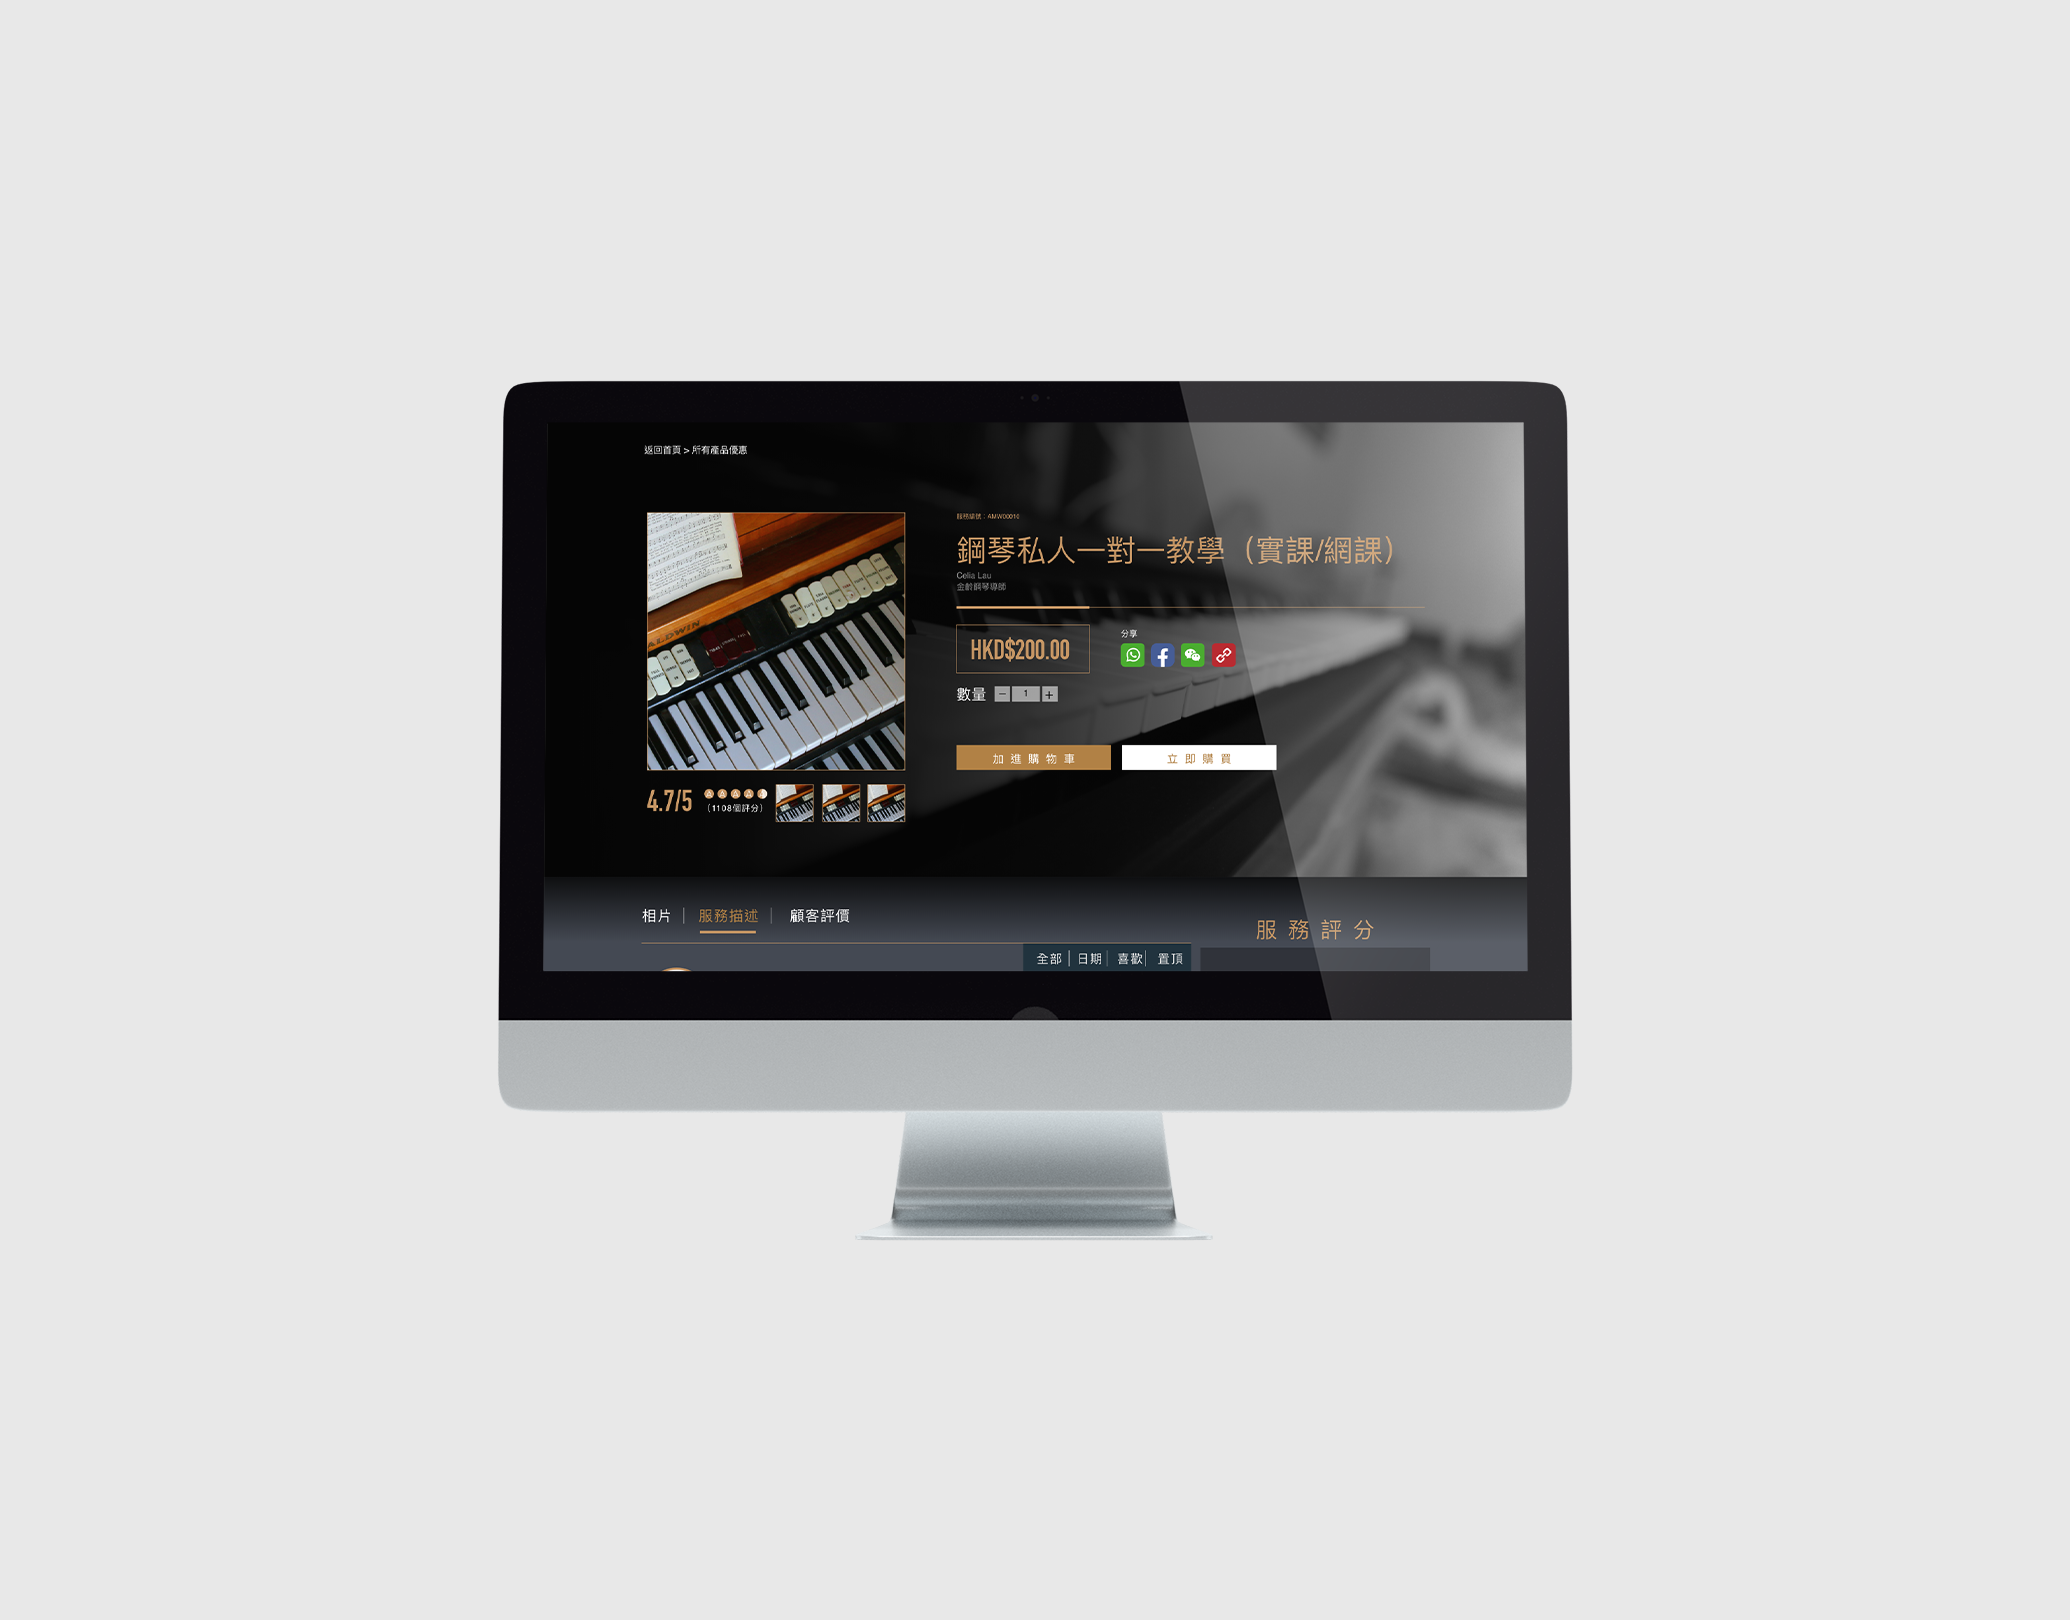 返回首頁 > 所有產品優惠
服務編號：AMW00010
鋼琴私人一對一教學（實課/網課）
Celia Lau
金齡鋼琴導師
HKD$200.00
分享
數量 − 1 +
加進購物車
立即購買
4.7/5
（1108個評分）
相片 | 服務描述 | 顧客評價
服務評分
全部 | 日期 | 喜歡 | 置頂